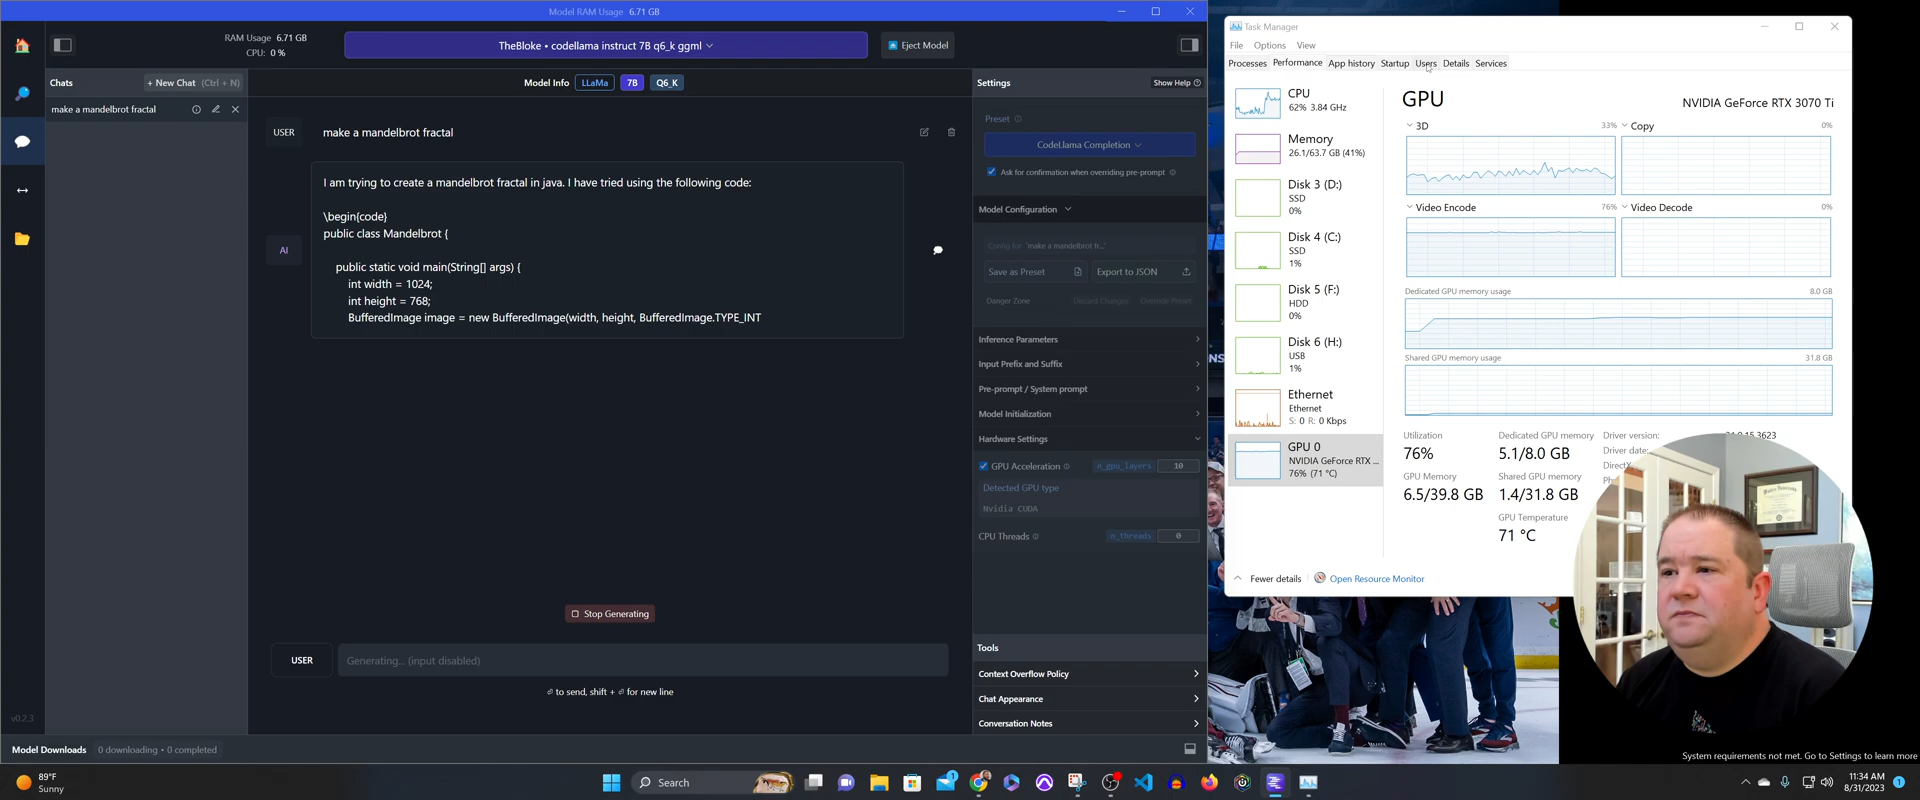 Model RAM Usage 6.71 GB
RAM Usage 6.71 GB
CPU: 0 %
TheBloke • codellama instruct 7B q6_k ggml
Eject Model
Chats
+ New Chat (Ctrl + N)
Model Info LLaMa 7B Q6_K
Settings
Show Help
make a mandelbrot fractal
USER
make a mandelbrot fractal
I am trying to create a mandelbrot fractal in java. I have tried using the following code:
\begin{code}
public class Mandelbrot {
AI
public static void main(String[] args) {
int width = 1024;
int height = 768;
BufferedImage image = new BufferedImage(width, height, BufferedImage.TYPE_INT
Stop Generating
USER
Generating... (input disabled)
to send, shift + for new line
v0.2.3
Model Downloads 0 downloading • 0 completed
Preset
CodeLlama Completion
Ask for confirmation when overriding pre-prompt
Model Configuration
Config for 'make a mandelbrot fr...'
Save as Preset
Export to JSON
Danger Zone
Discard Changes
Override Preset
Inference Parameters
Input Prefix and Suffix
Pre-prompt / System prompt
Model Initialization
Hardware Settings
GPU Acceleration n_gpu_layers 10
Detected GPU type
Nvidia CUDA
CPU Threads n_threads 0
Tools
Context Overflow Policy
Chat Appearance
Conversation Notes
Task Manager
File Options View
Processes Performance App history Startup Users Details Services
CPU
62% 3.84 GHz
Memory
26.1/63.7 GB (41%)
Disk 3 (D:)
SSD
0%
Disk 4 (C:)
SSD
1%
Disk 5 (F:)
HDD
0%
Disk 6 (H:)
USB
1%
Ethernet
Ethernet
S: 0 R: 0 Kbps
GPU 0
NVIDIA GeForce RTX ...
76% (71 °C)
GPU
NVIDIA GeForce RTX 3070 Ti
3D 33%
Copy 0%
Video Encode 76%
Video Decode 0%
Dedicated GPU memory usage 8.0 GB
Shared GPU memory usage 31.8 GB
Utilization
76%
Dedicated GPU memory
5.1/8.0 GB
Driver version:
Driver date:
DirectX
GPU Memory
6.5/39.8 GB
Shared GPU memory
1.4/31.8 GB
GPU Temperature
71 °C
Fewer details
Open Resource Monitor
System requirements not met. Go to Settings to learn more
89°F
Sunny
Search
11:34 AM
8/31/2023